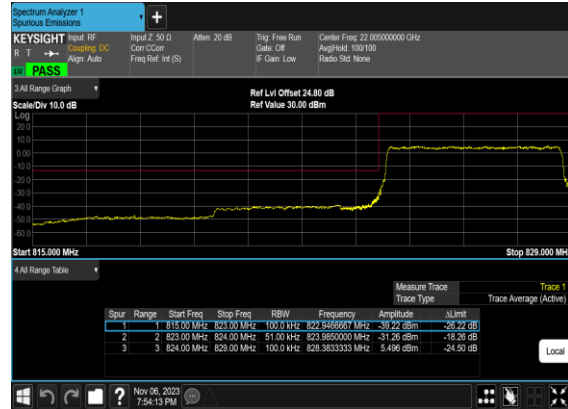 Spectrum Analyzer 1
Spurious Emissions
KEYSIGHT Input: RF Input Z: 50 Ω Atten: 20 dB Trig: Free Run Center Freq: 22.005000000 GHz
R T Coupling: DC Corr CCorr Gate: Off Avg|Hold: 100/100
Align: Auto Freq Ref: Int (S) IF Gain: Low Radio Std: None
LW PASS
3 All Range Graph
Ref Lvl Offset 24.80 dB
Scale/Div 10.0 dB Ref Value 30.00 dBm
Log
20.0
10.0
0.00
-10.0
-20.0
-30.0
-40.0
-50.0
-60.0
Start 815.000 MHz Stop 829.000 MH
4 All Range Table
Measure Trace Trace 1
Trace Type Trace Average (Active)
Spur Range Start Freq Stop Freq RBW Frequency Amplitude ΔLimit
1 1 815.00 MHz 823.00 MHz 100.0 kHz 822.9466667 MHz -39.22 dBm -26.22 dB
2 2 823.00 MHz 824.00 MHz 51.00 kHz 823.9850000 MHz -31.26 dBm -18.26 dB
3 3 824.00 MHz 829.00 MHz 100.0 kHz 828.3833333 MHz 5.496 dBm -24.50 dB
Local
? Nov 06, 2023
7:54:13 PM